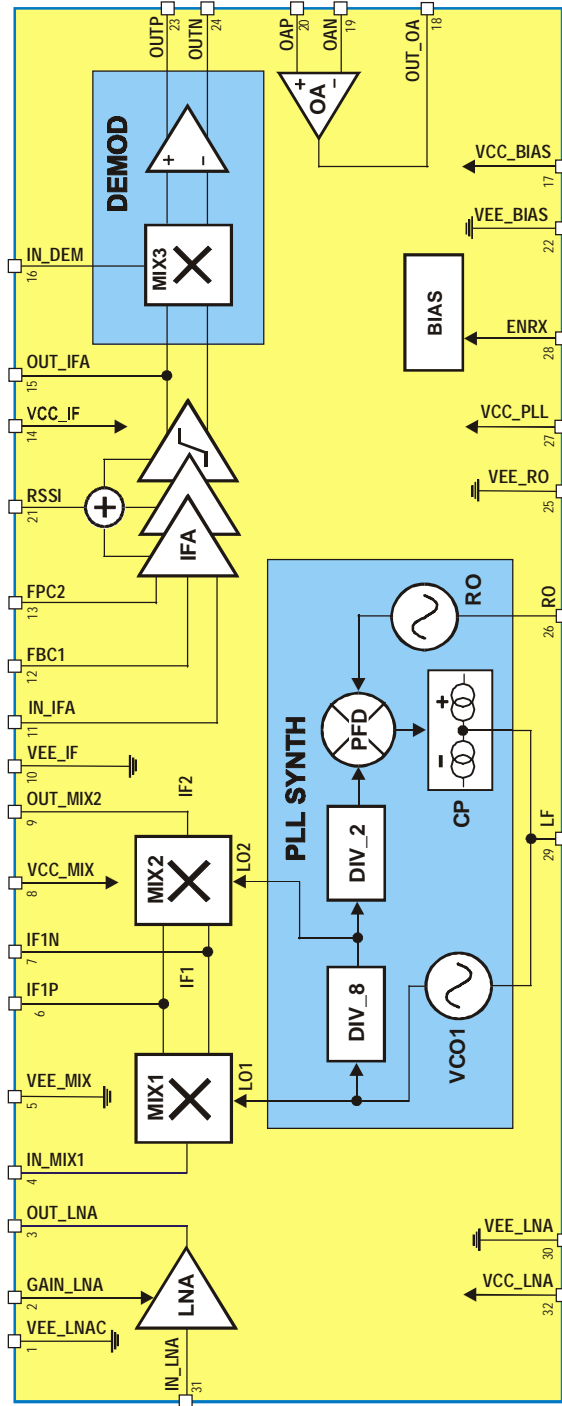 OUTP
23
OUTN
24
OAP
20
OAN
19
OUT_OA
18
DEMOD
+
−
OA
+
−
MIX3
IN_DEM
16
VCC_BIAS
17
VEE_BIAS
22
BIAS
ENRX
28
OUT_IFA
15
VCC_IF
14
RSSI
21
+
IFA
VCC_PLL
27
VEE_RO
25
FPC2
13
FBC1
12
IN_IFA
11
VEE_IF
10
RO
RO
26
PFD
− +
CP
PLL SYNTH
LF
29
OUT_MIX2
9
IF2
MIX2
LO2
DIV_2
VCC_MIX
8
IF1N
7
IF1
IF1P
6
DIV_8
VCO1
VEE_MIX
5
MIX1
LO1
IN_MIX1
4
OUT_LNA
3
GAIN_LNA
2
VEE_LNAC
1
LNA
IN_LNA
31
VEE_LNA
30
VCC_LNA
32